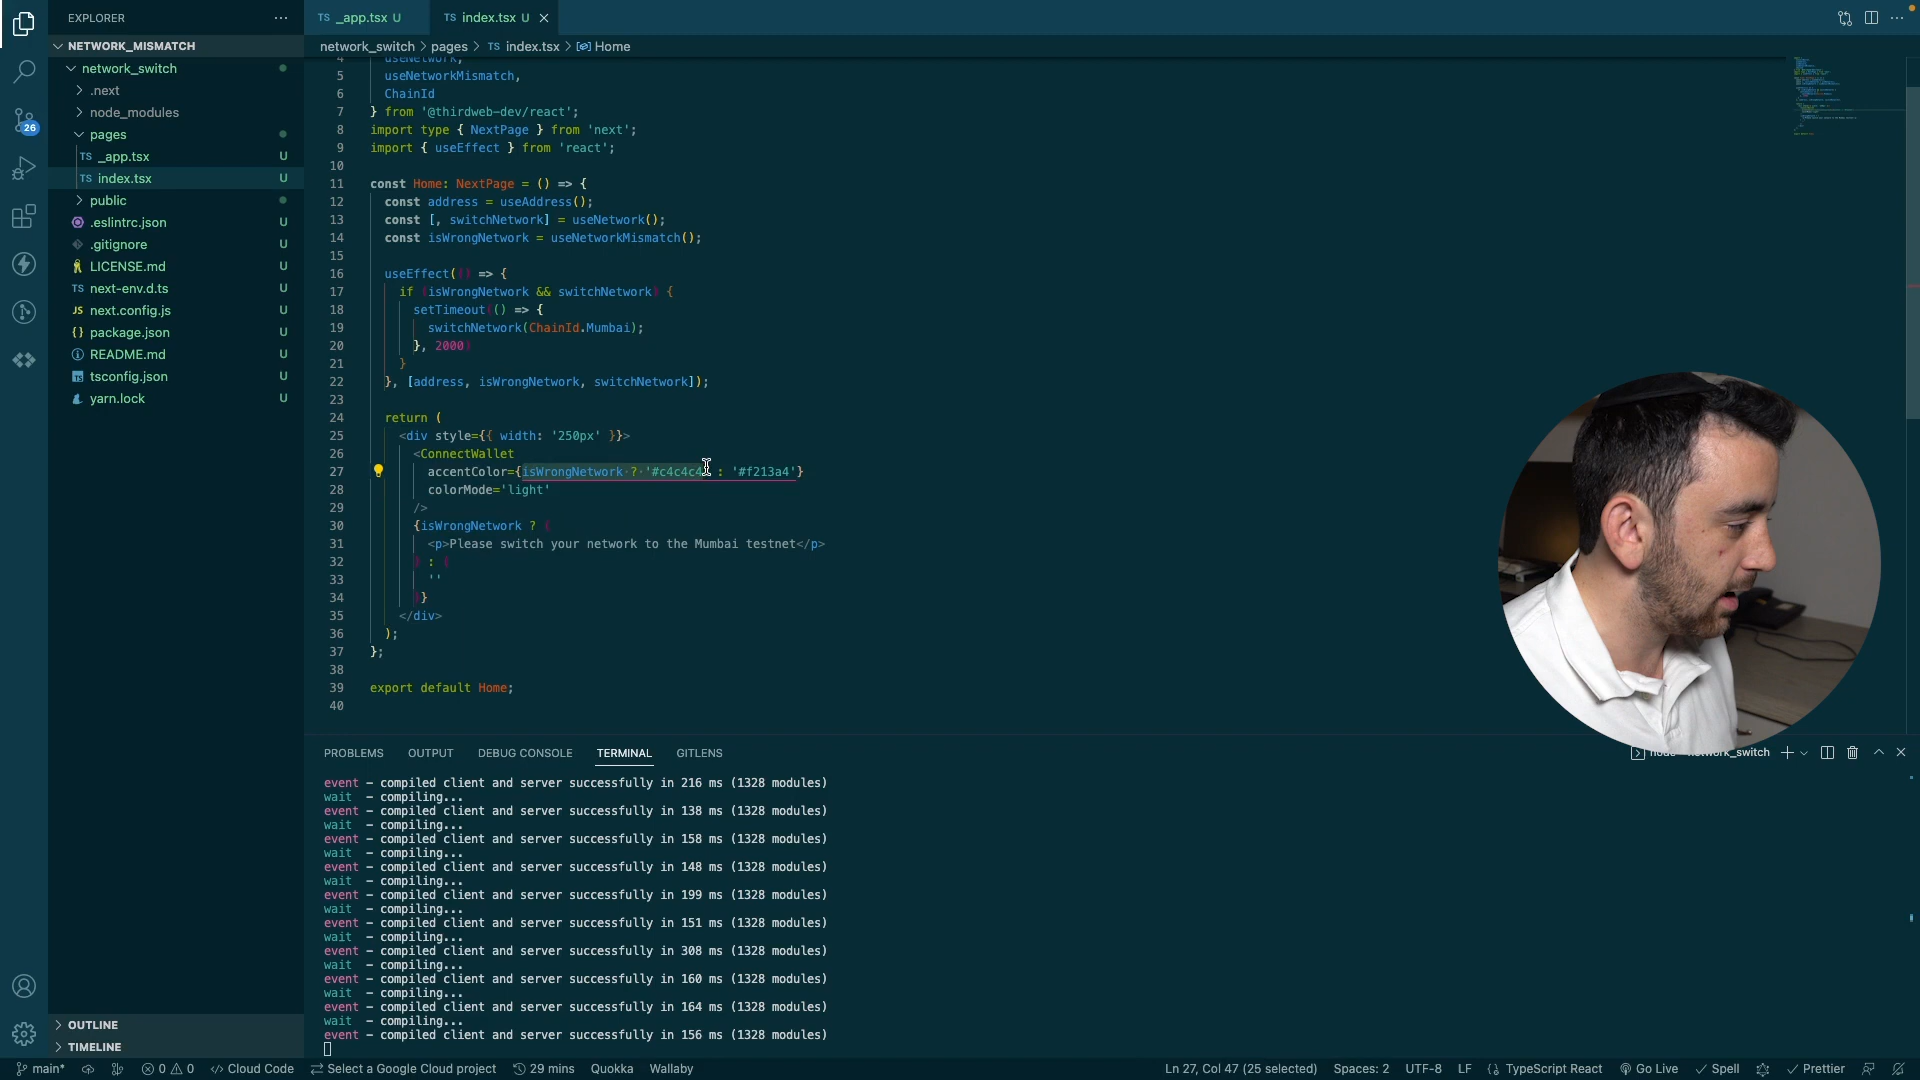 EXPLORER
NETWORK_MISMATCH
network_switch
.next
node_modules
pages
TS _app.tsx U
TS index.tsx U
public
.eslintrc.json U
.gitignore U
LICENSE.md U
TS next-env.d.ts U
JS next.config.js U
package.json U
README.md U
tsconfig.json U
yarn.lock U
26
OUTLINE
TIMELINE
TS _app.tsx U
TS index.tsx U
network_switch > pages > TS index.tsx > Home
4 useNetwork,
5 useNetworkMismatch,
6 ChainId
7 } from '@thirdweb-dev/react';
8 import type { NextPage } from 'next';
9 import { useEffect } from 'react';
10
11 const Home: NextPage = () => {
12 const address = useAddress();
13 const [, switchNetwork] = useNetwork();
14 const isWrongNetwork = useNetworkMismatch();
15
16 useEffect(() => {
17 if (isWrongNetwork && switchNetwork) {
18 setTimeout(() => {
19 switchNetwork(ChainId.Mumbai);
20 }, 2000)
21 }
22 }, [address, isWrongNetwork, switchNetwork]);
23
24 return (
25 <div style={{ width: '250px' }}>
26 <ConnectWallet
27 accentColor={isWrongNetwork ? '#c4c4c4' : '#f213a4'}
28 colorMode='light'
29 />
30 {isWrongNetwork ? (
31 <p>Please switch your network to the Mumbai testnet</p>
32 ) : (
33 ''
34 )}
35 </div>
36 );
37 };
38
39 export default Home;
40
PROBLEMS OUTPUT DEBUG CONSOLE TERMINAL GITLENS
event - compiled client and server successfully in 216 ms (1328 modules)
wait - compiling...
event - compiled client and server successfully in 138 ms (1328 modules)
wait - compiling...
event - compiled client and server successfully in 158 ms (1328 modules)
wait - compiling...
event - compiled client and server successfully in 148 ms (1328 modules)
wait - compiling...
event - compiled client and server successfully in 199 ms (1328 modules)
wait - compiling...
event - compiled client and server successfully in 151 ms (1328 modules)
wait - compiling...
event - compiled client and server successfully in 308 ms (1328 modules)
wait - compiling...
event - compiled client and server successfully in 160 ms (1328 modules)
wait - compiling...
event - compiled client and server successfully in 164 ms (1328 modules)
wait - compiling...
event - compiled client and server successfully in 156 ms (1328 modules)
main* 0 0 Cloud Code Select a Google Cloud project 29 mins Quokka Wallaby Ln 27, Col 47 (25 selected) Spaces: 2 UTF-8 LF TypeScript React Go Live Spell Prettier